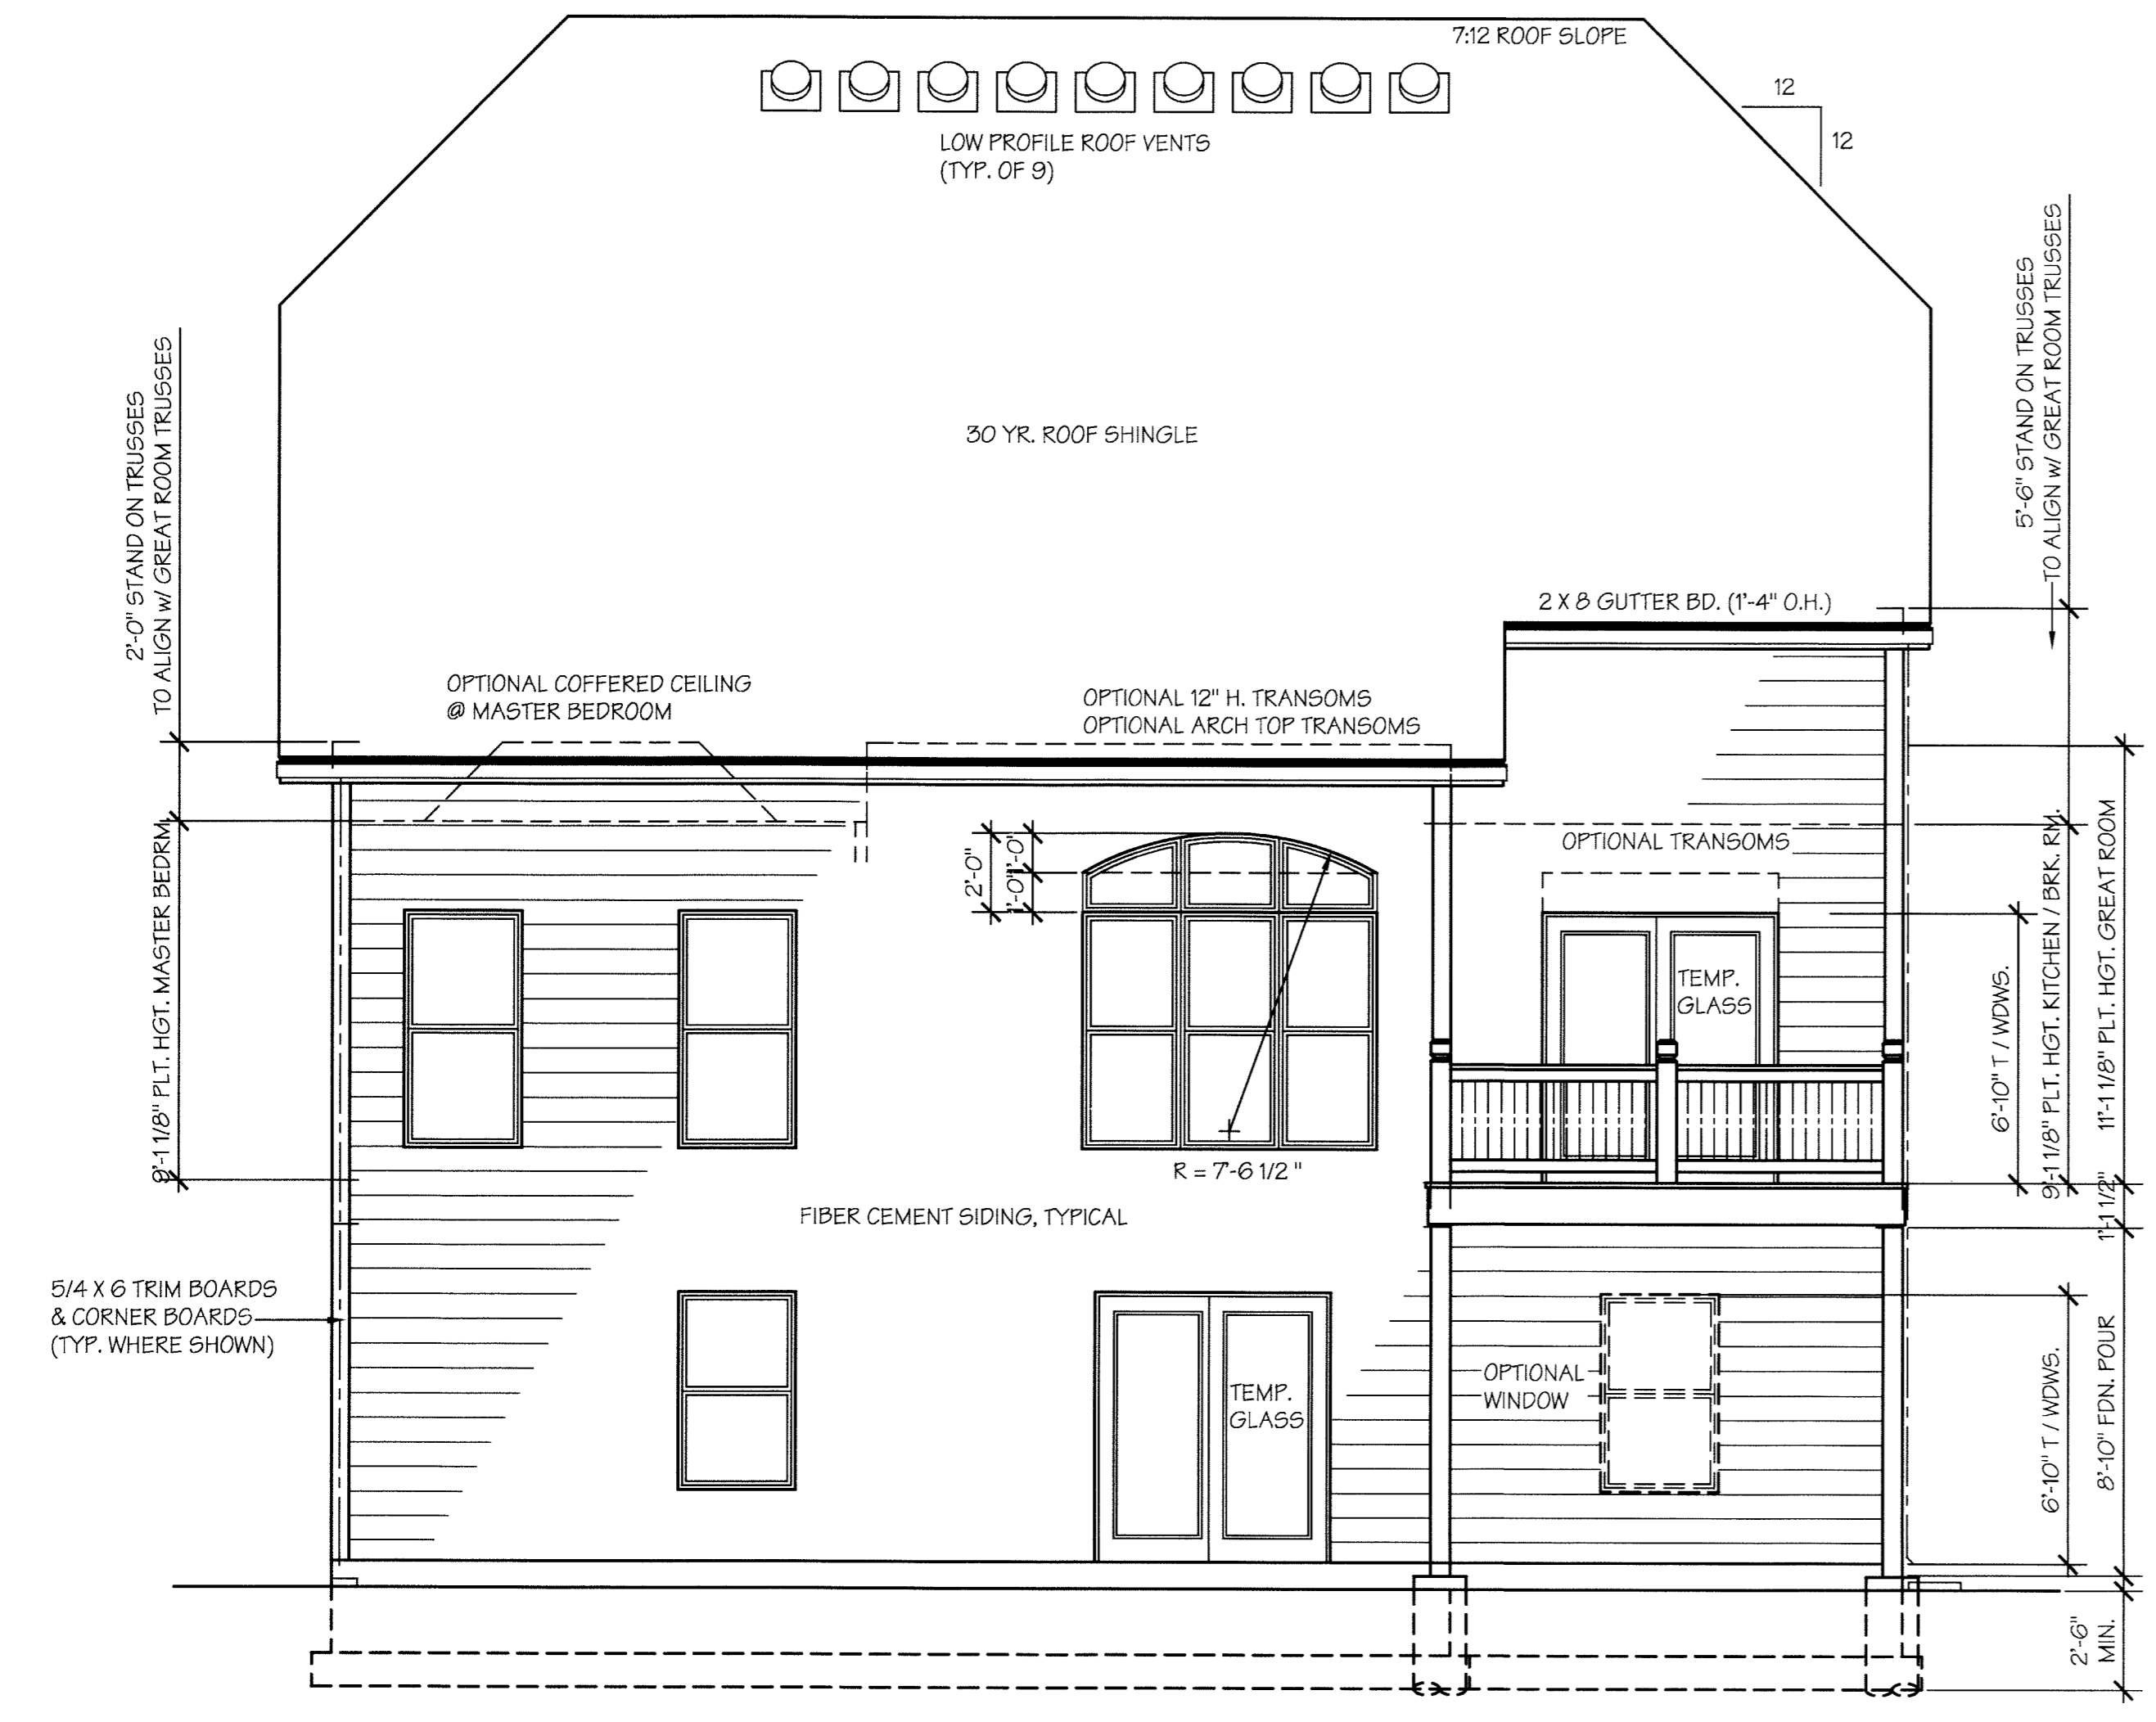 7:12 ROOF SLOPE
12
12
LOW PROFILE ROOF VENTS
(TYP. OF 9)
2'-0" STAND ON TRUSSES
TO ALIGN w/ GREAT ROOM TRUSSES
5'-6" STAND ON TRUSSES
TO ALIGN w/ GREAT ROOM TRUSSES
30 YR. ROOF SHINGLE
2 X 8 GUTTER BD. (1'-4" O.H.)
OPTIONAL COFFERED CEILING
@ MASTER BEDROOM
OPTIONAL 12" H. TRANSOMS
OPTIONAL ARCH TOP TRANSOMS
9'-1 1/8" PLT. HGT. MASTER BEDRM.
2'-0"
1'-0"
1'-0"
OPTIONAL TRANSOMS
TEMP.
GLASS
6'-10" T / WDWS.
9'-1 1/8" PLT. HGT. KITCHEN / BRK. RM.
11'-1 1/8" PLT. HGT. GREAT ROOM
R = 7'-6 1/2 "
1'-1 1/2"
FIBER CEMENT SIDING, TYPICAL
5/4 X 6 TRIM BOARDS
& CORNER BOARDS
(TYP. WHERE SHOWN)
TEMP.
GLASS
OPTIONAL
WINDOW
6'-10" T / WDWS.
8'-10" FDN. POUR
2'-6"
MIN.